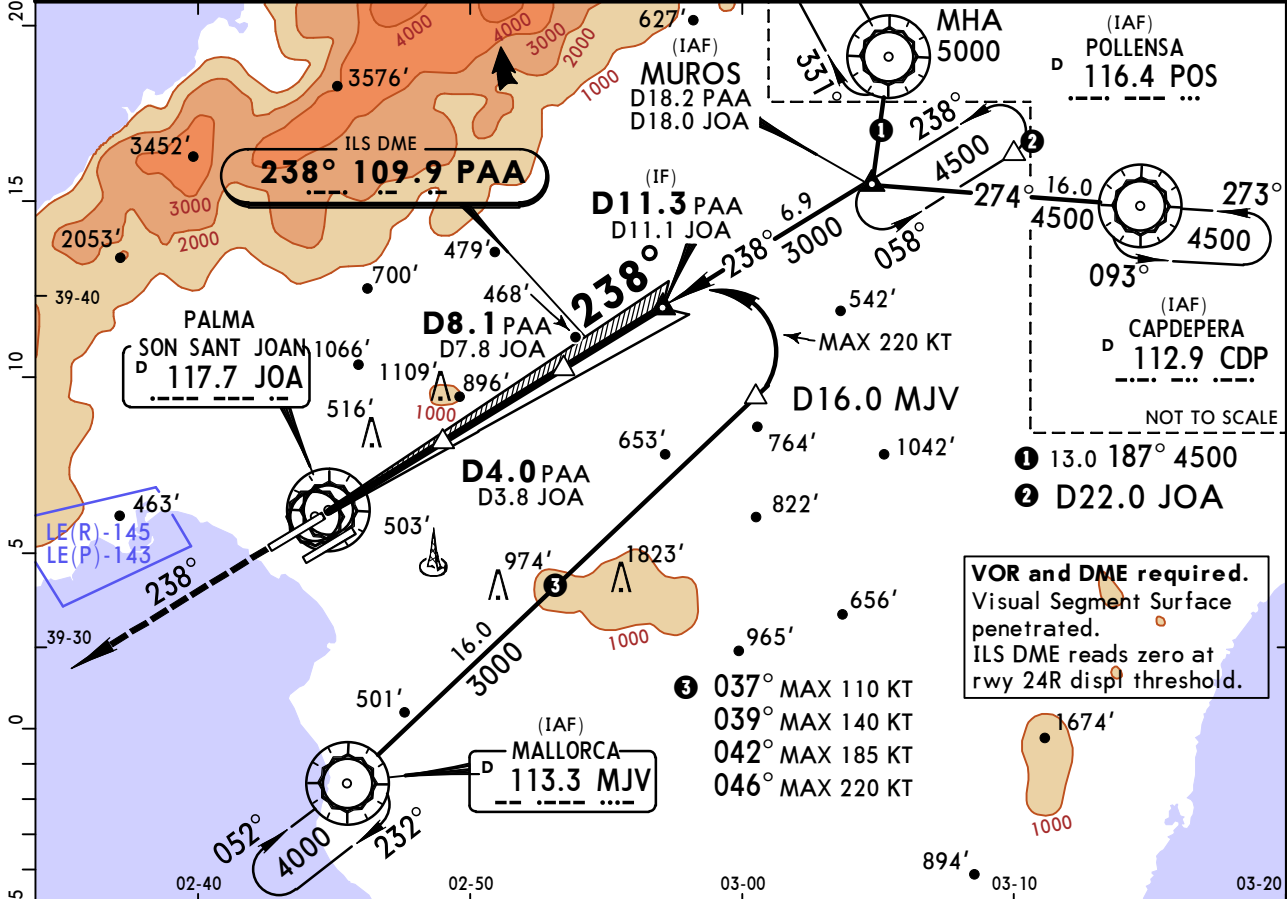 20
4000
4000
3000
2000
1000
627’
MHA
5000
(IAF)
POLLENSA
D
116.4 POS
(IAF)
MUROS
D18.2 PAA
D18.0 JOA
331°
3576’
3452’
3000
2000
2053’
ILS DME
238° 109.9 PAA
1
238°
4500
2
058°
274°
16.0
4500
273°
4500
093°
15
(IF)
D11.3 PAA
D11.1 JOA
6.9
238°
3000
479’
700’
468’
238°
39-40
542’
MAX 220 KT
(IAF)
CAPDEPERA
D
112.9 CDP
NOT TO SCALE
PALMA
SON SANT JOAN
D
117.7 JOA
D8.1 PAA
D7.8 JOA
1066’
1109’
896’
1000
516’
10
D16.0 MJV
764’
653’
1042’
1 13.0 187° 4500
2 D22.0 JOA
D4.0 PAA
D3.8 JOA
822’
463’
LE(R)-145
LE(P)-143
503’
5
238°
974’
1823’
3
1000
656’
965’
VOR and DME required.
Visual Segment Surface
penetrated.
ILS DME reads zero at
rwy 24R displ threshold.
39-30
16.0
3000
3 037° MAX 110 KT
039° MAX 140 KT
042° MAX 185 KT
046° MAX 220 KT
501’
0
(IAF)
MALLORCA
D
113.3 MJV
1674’
1000
052°
4000
232°
894’
5
02-40
02-50
03-00
03-10
03-20